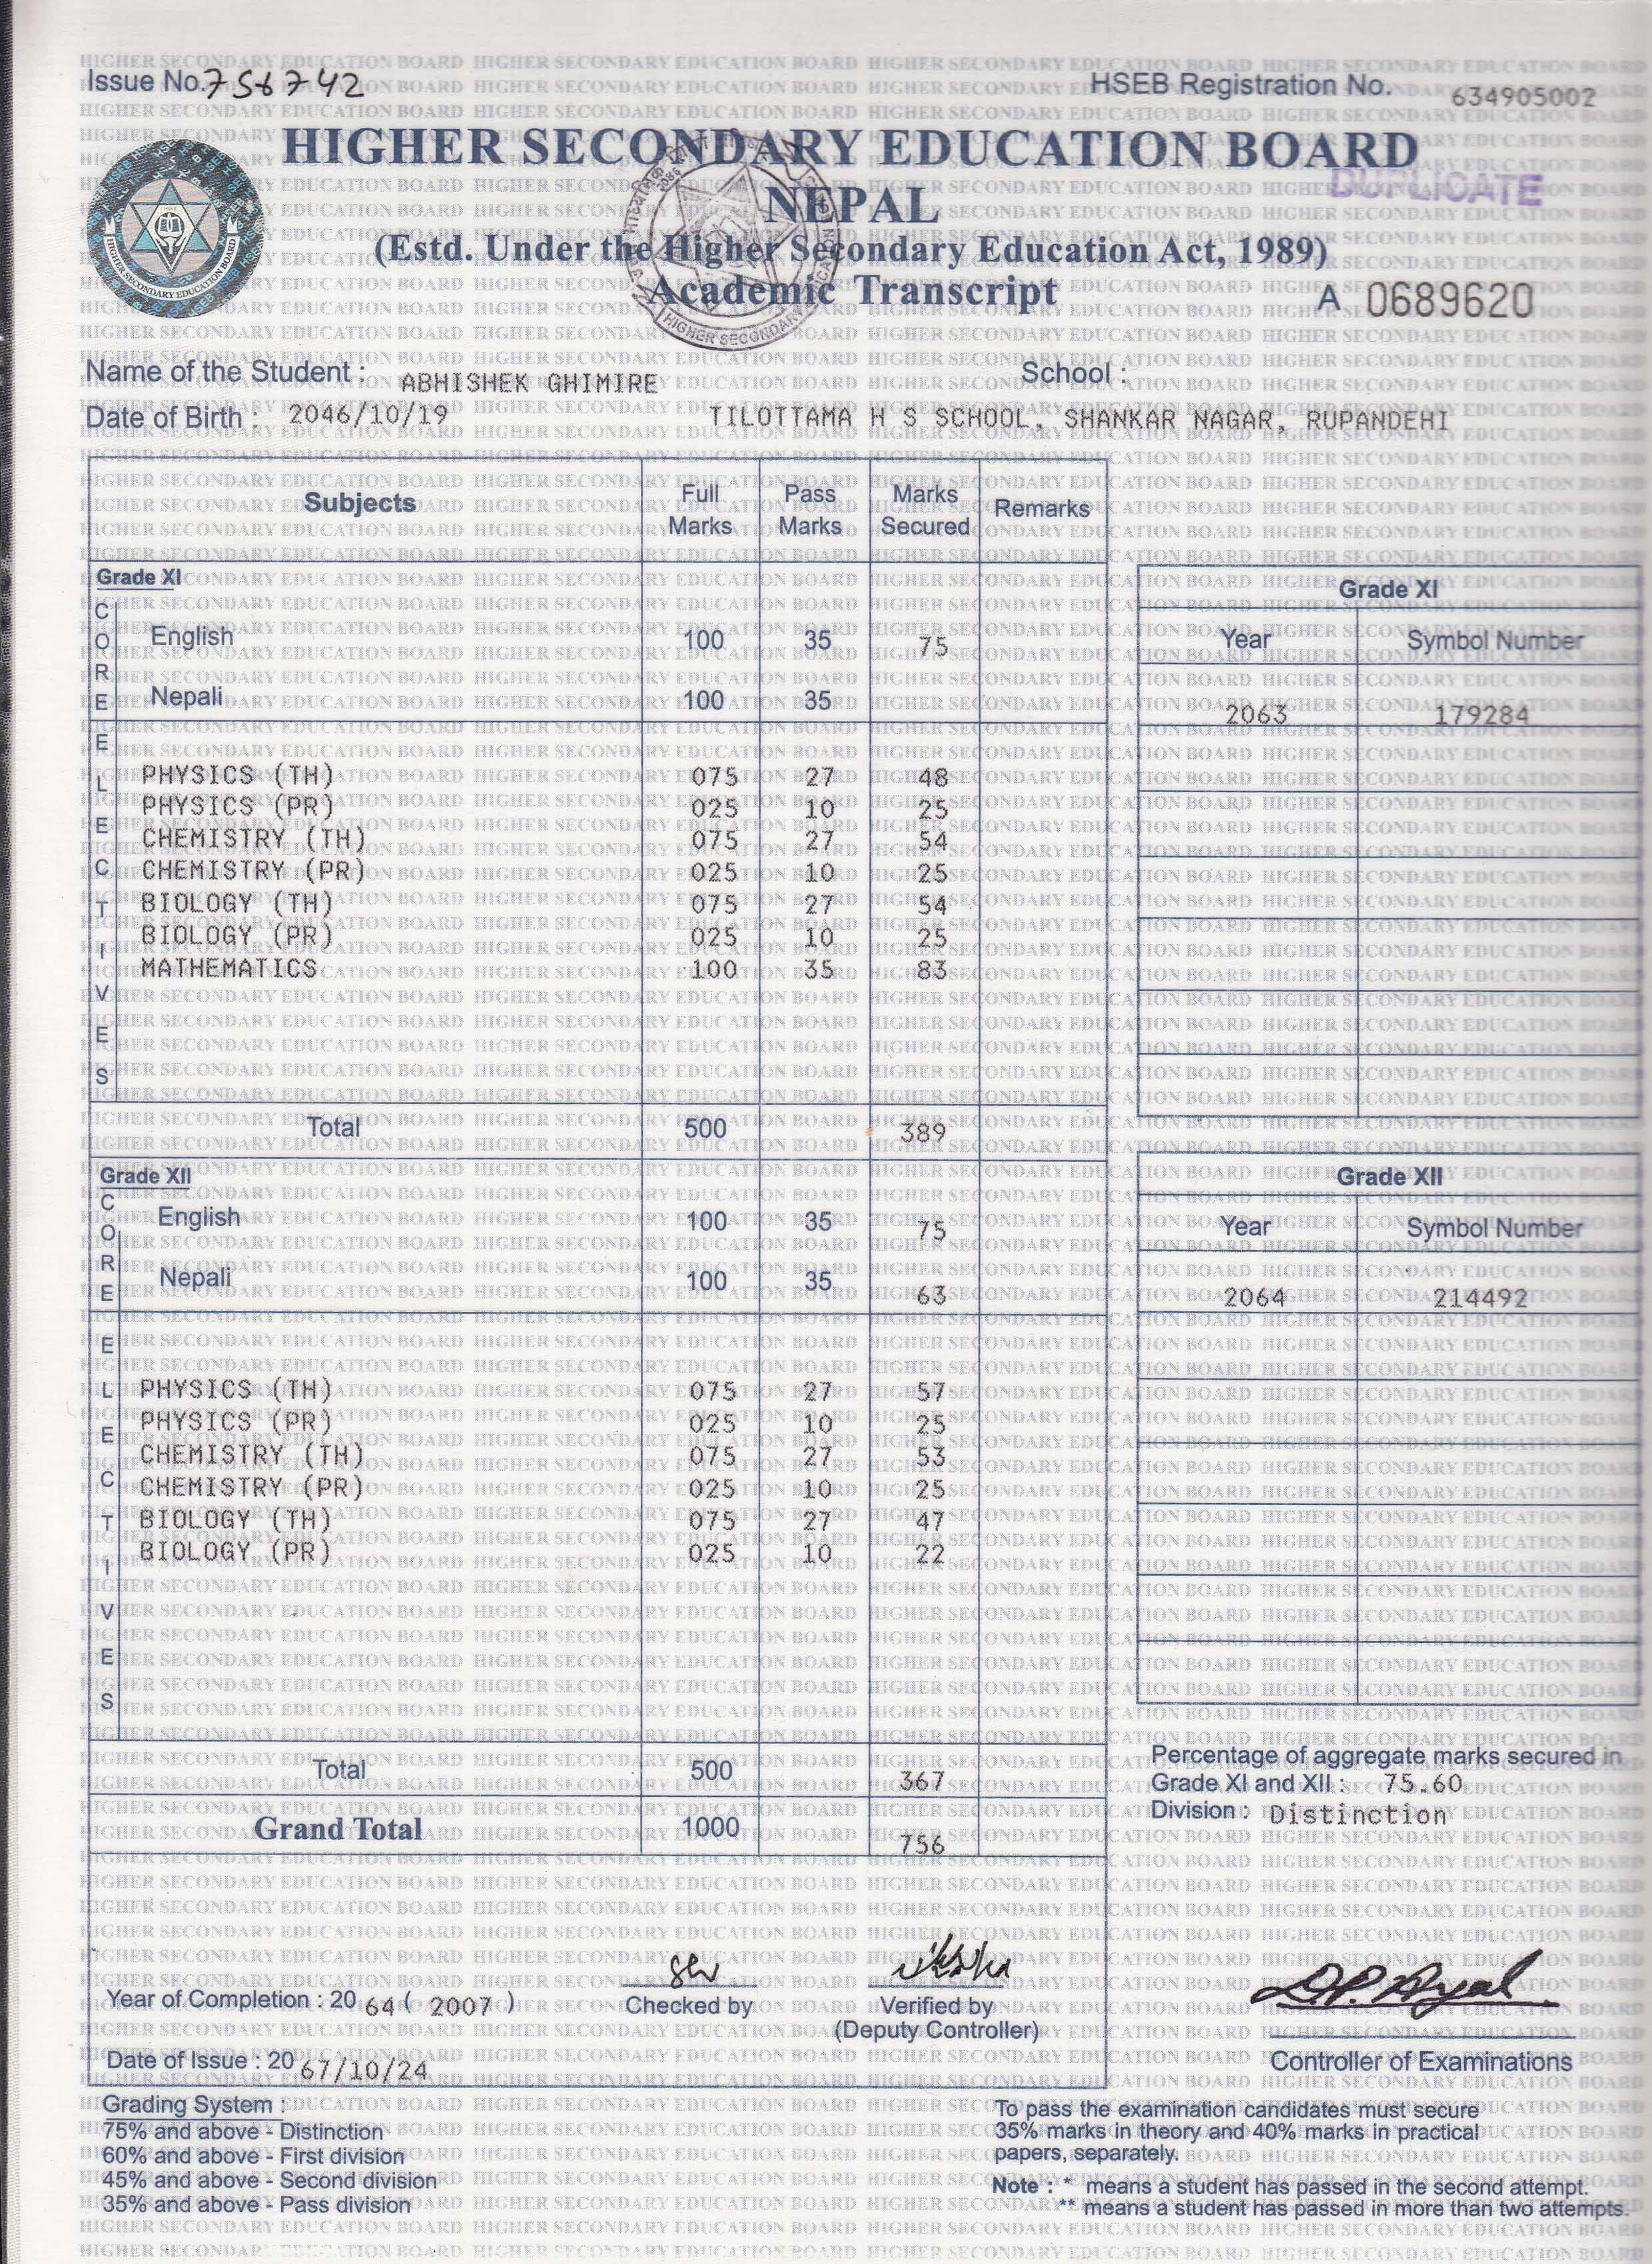 Issue No. 756742 HSEB Registration No. 634905002
HIGHER SECONDARY EDUCATION BOARD
NEPAL
DUPLICATE
(Estd. Under the Higher Secondary Education Act, 1989)
Academic Transcript A 0689620
HIGHER SECONDARY EDUCATION BOARD
Name of the Student : ABHISHEK GHIMIRE School :
Date of Birth : 2046/10/19 TILOTTAMA H S SCHOOL, SHANKAR NAGAR, RUPANDEHI
Subjects Full Marks Pass Marks Marks Secured Remarks
Grade XI
CORE
English 100 35 75
Nepali 100 35
ELECTIVES
PHYSICS (TH) 075 27 48
PHYSICS (PR) 025 10 25
CHEMISTRY (TH) 075 27 54
CHEMISTRY (PR) 025 10 25
BIOLOGY (TH) 075 27 54
BIOLOGY (PR) 025 10 25
MATHEMATICS 100 35 83
Total 500 389
Grade XI
Year Symbol Number
2063 179284
Grade XII
CORE
English 100 35 75
Nepali 100 35 63
ELECTIVES
PHYSICS (TH) 075 27 57
PHYSICS (PR) 025 10 25
CHEMISTRY (TH) 075 27 53
CHEMISTRY (PR) 025 10 25
BIOLOGY (TH) 075 27 47
BIOLOGY (PR) 025 10 22
Total 500 367
Grand Total 1000 756
Grade XII
Year Symbol Number
2064 214492
Percentage of aggregate marks secured in
Grade XI and XII : 75.60
Division : Distinction
Year of Completion : 20 64 ( 2007 )
Checked by
Verified by
(Deputy Controller)
Date of Issue : 20 67/10/24
Controller of Examinations
Grading System :
75% and above - Distinction
60% and above - First division
45% and above - Second division
35% and above - Pass division
To pass the examination candidates must secure
35% marks in theory and 40% marks in practical
papers, separately.
Note : * means a student has passed in the second attempt.
** means a student has passed in more than two attempts.